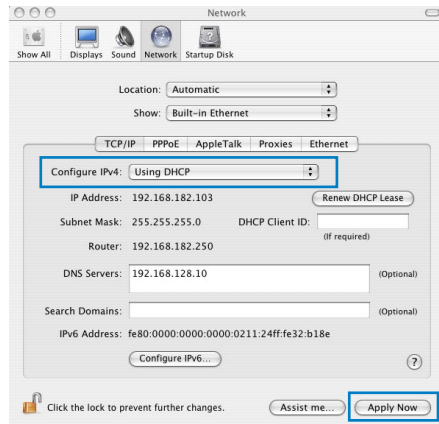 Network
Show All Displays Sound Network Startup Disk
Location: Automatic
Show: Built-in Ethernet
TCP/IP PPPoE AppleTalk Proxies Ethernet
Configure IPv4: Using DHCP
IP Address: 192.168.182.103 Renew DHCP Lease
Subnet Mask: 255.255.255.0 DHCP Client ID:
(If required)
Router: 192.168.182.250
DNS Servers: 192.168.128.10 (Optional)
Search Domains: (Optional)
IPv6 Address: fe80:0000:0000:0000:0211:24ff:fe32:b18e
Configure IPv6... ?
Click the lock to prevent further changes. Assist me... Apply Now